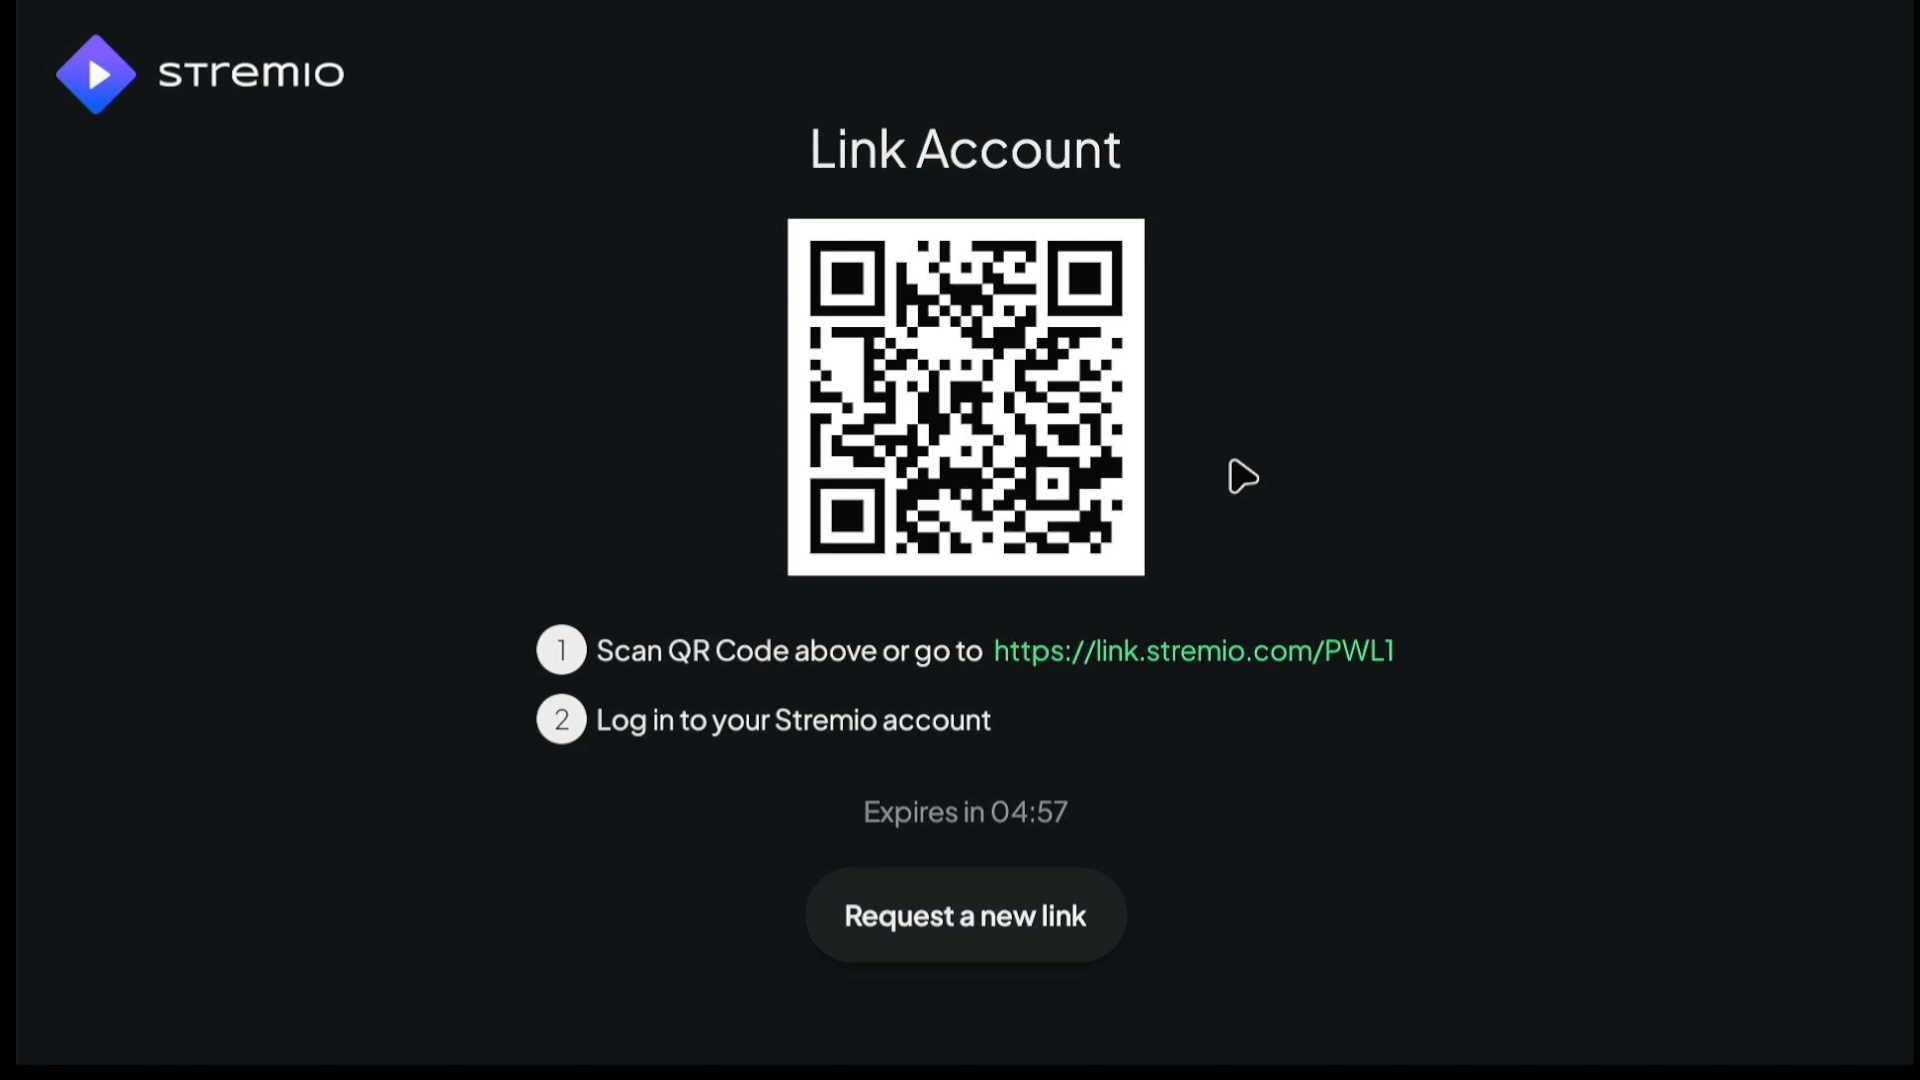 STREMIO
Link Account
1 Scan QR Code above or go to https://link.stremio.com/PWL1
2 Log in to your Stremio account
Expires in 04:57
Request a new link